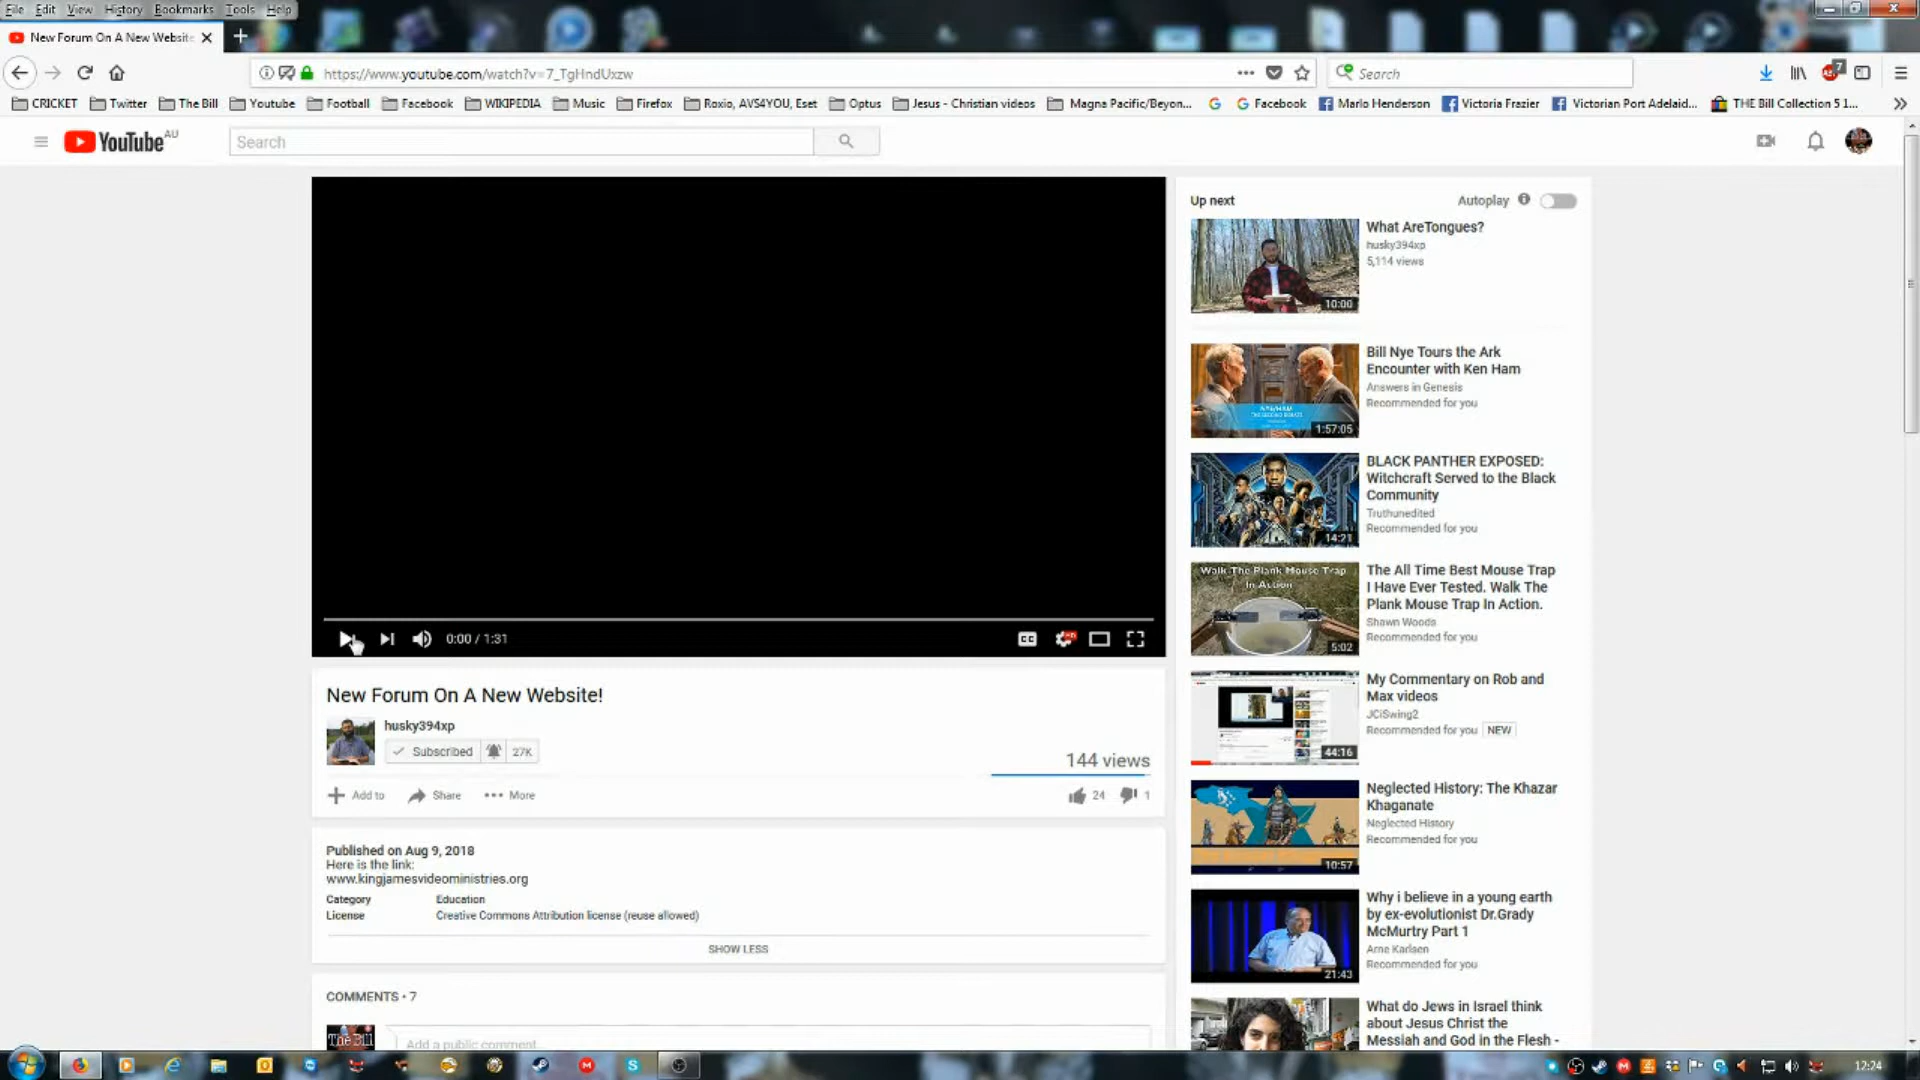 File Edit View History Bookmarks Tools Help
New Forum On A New Website
https://www.youtube.com/watch?v=7_TgHndUxzw
Search
7
CRICKET Twitter The Bill Youtube Football Facebook WIKIPEDIA Music Firefox Roxio, AVS4YOU, Eset Optus Jesus - Christian videos Magna Pacific/Beyon... Facebook Marlo Henderson Victoria Frazier Victorian Port Adelaid... THE Bill Collection 5 1...
YouTube AU
Search
Up next
Autoplay
What AreTongues?
husky394xp
5,114 views
10:00
Bill Nye Tours the Ark
Encounter with Ken Ham
Answers in Genesis
Recommended for you
1:57:05
BLACK PANTHER EXPOSED:
Witchcraft Served to the Black
Community
Truthunedited
Recommended for you
14:21
Walk The Plank Mouse Trap
In Action
The All Time Best Mouse Trap
I Have Ever Tested. Walk The
Plank Mouse Trap In Action.
Shawn Woods
Recommended for you
5:02
My Commentary on Rob and
Max videos
JCiSwing2
Recommended for you NEW
44:16
Neglected History: The Khazar
Khaganate
Neglected History
Recommended for you
10:57
Why i believe in a young earth
by ex-evolutionist Dr.Grady
McMurtry Part 1
Arne Karlsen
Recommended for you
21:43
What do Jews in Israel think
about Jesus Christ the
Messiah and God in the Flesh -
0:00 / 1:31
CC
HD
New Forum On A New Website!
husky394xp
Subscribed 27K
144 views
Add to Share More
24 1
Published on Aug 9, 2018
Here is the link:
www.kingjamesvideoministries.org
Category Education
License Creative Commons Attribution license (reuse allowed)
SHOW LESS
COMMENTS • 7
The Bill
Add a public comment...
12:24